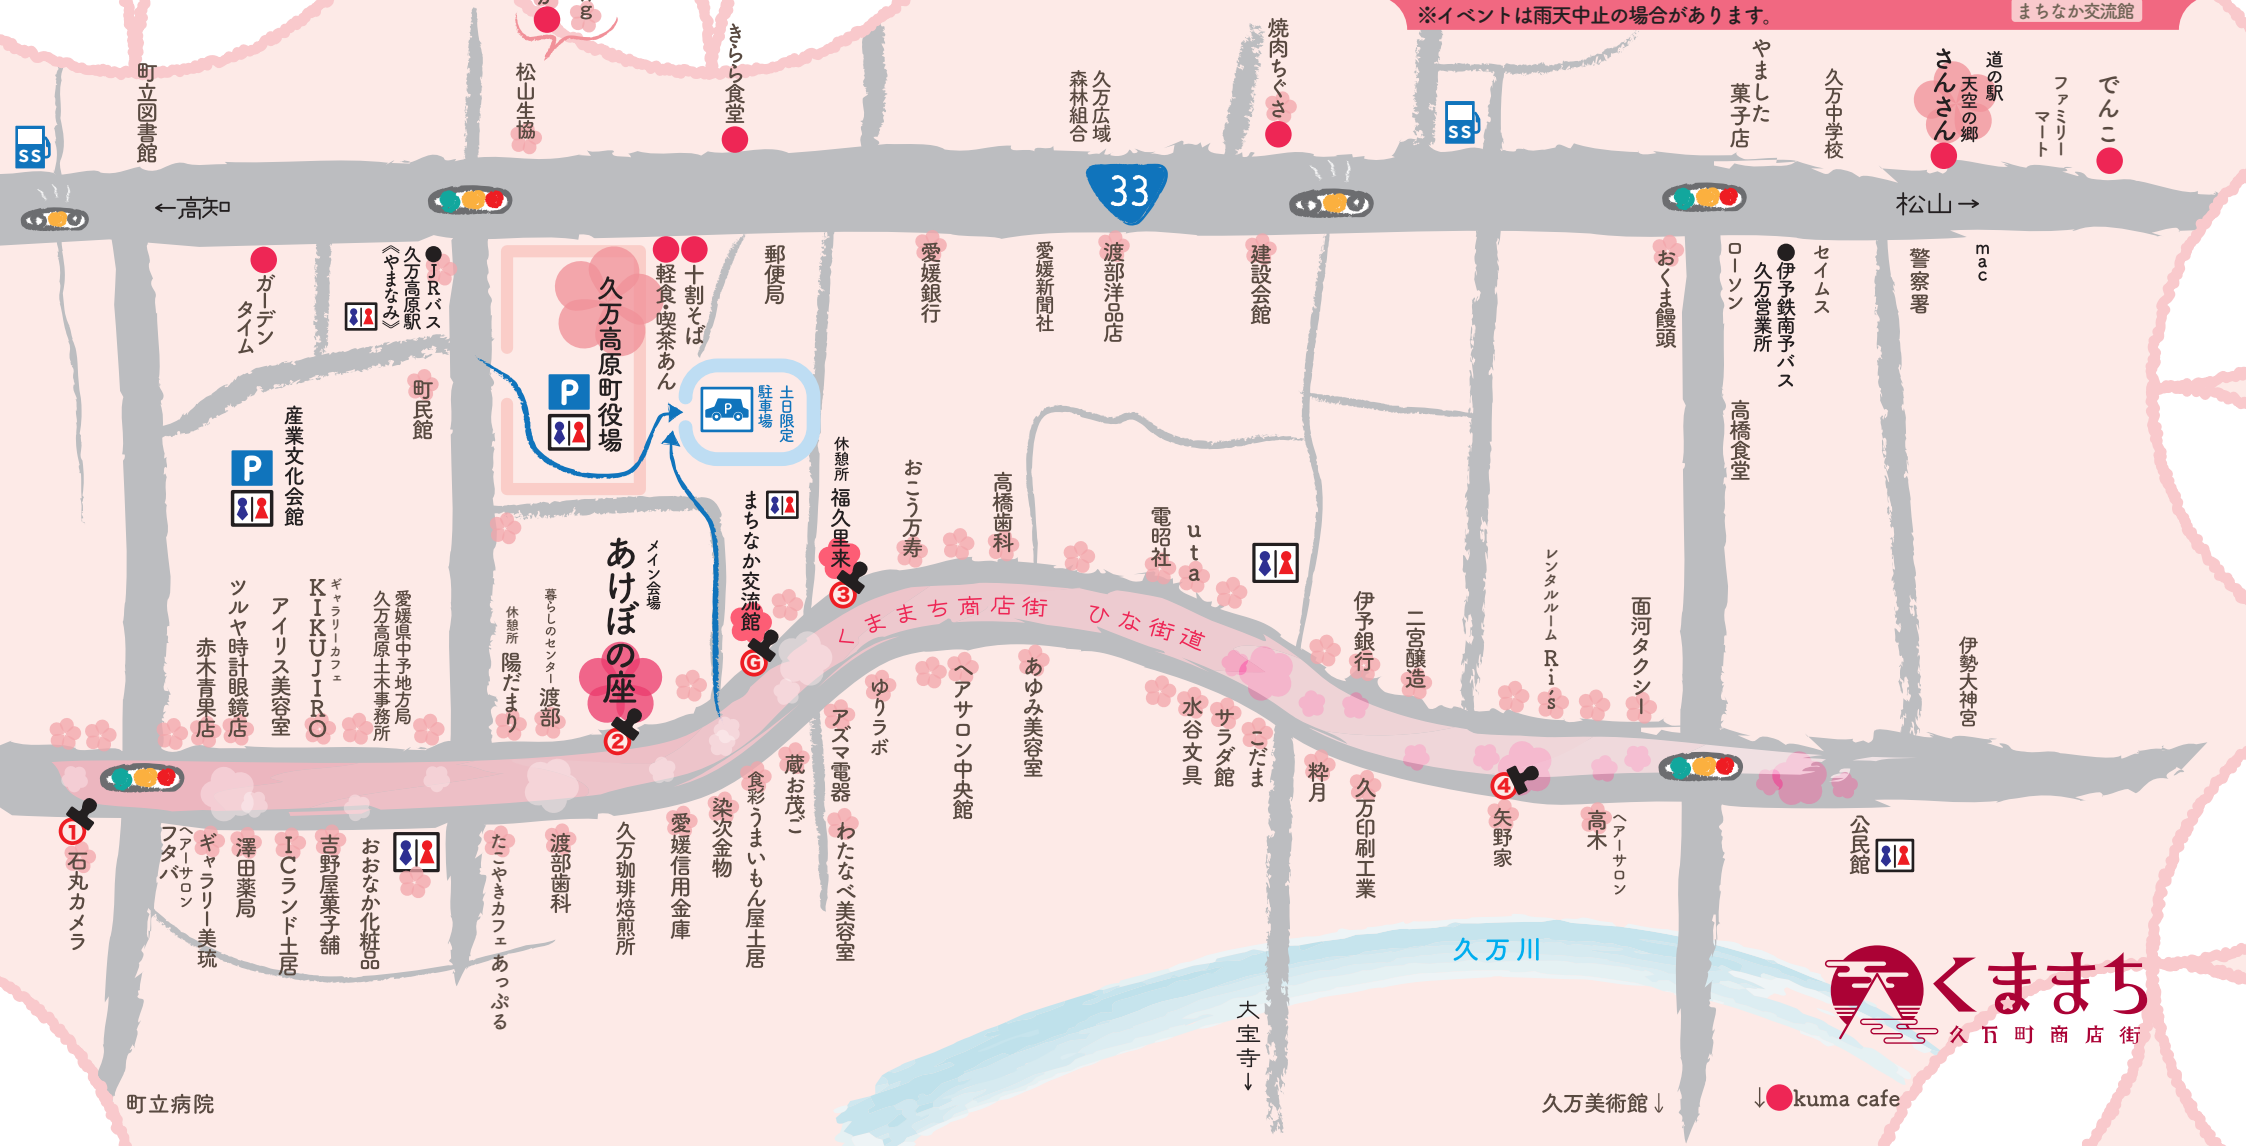 ※イベントは雨天中止の場合があります。
まちなか交流館
g
町立図書館
松山生協
きらら食堂
久万広域
森林組合
焼肉ちぐさ
やました
菓子店
久万中学校
道の駅
天空の郷
さんさん
ファミリー
マート
でんこ
SS
SS
←高知
33
松山→
ガーデン
タイム
JRバス
久万高原駅
《やまなみ》
久万高原町役場
P
十割そば
軽食・喫茶あん
郵便局
愛媛銀行
愛媛新聞社
渡部洋品店
建設会館
おくま饅頭
ローソン
伊予鉄南予バス
久万営業所
セイムス
警察署
mac
町民館
産業文化会館
P
土日限定
駐車場
P
高橋食堂
休憩所 福久里来
まちなか交流館
おこう万寿
高橋歯科
電昭社
uta
メイン会場
あけぼの座
暮らしのセンター 渡部
休憩所 陽だまり
愛媛県中予地方局
久万高原土木事務所
ギャラリーカフェ
KIKUJIRO
アイリス美容室
ツルヤ時計眼鏡店
赤木青果店
伊予銀行
二宮醸造
レンタルルーム Ri's
面河タクシー
伊勢大神宮
くままち商店街 ひな街道
1
2
G
3
4
石丸カメラ
ヘアーサロン
フタバ
ギャラリー美琉
澤田薬局
ICランド土居
吉野屋菓子舗
おおなか化粧品
たこやきカフェ あっぷる
渡部歯科
久万珈琲焙煎所
愛媛信用金庫
染次金物
食彩うまいもん屋土居
蔵お茂ご
アズマ電器
わたなべ美容室
ゆりラボ
ヘアサロン中央館
あゆみ美容室
水谷文具
サラダ館
こだま
粋月
久万印刷工業
矢野家
ヘアーサロン
高木
公民館
久万川
大宝寺↓
町立病院
久万美術館↓
↓kuma cafe
くままち
久万町商店街